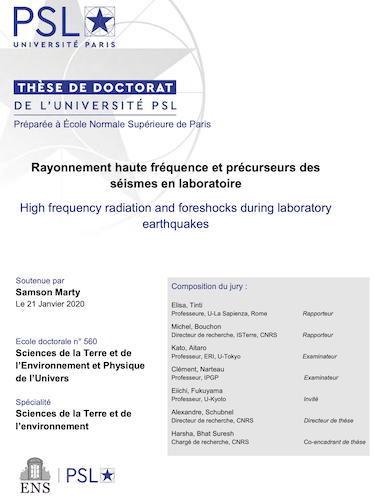 PSL
UNIVERSITÉ PARIS
THÈSE DE DOCTORAT
DE L'UNIVERSITÉ PSL
Préparée à École Normale Supérieure de Paris
Rayonnement haute fréquence et précurseurs des
séismes en laboratoire
High frequency radiation and foreshocks during laboratory
earthquakes
Soutenue par
Samson Marty
Le 21 Janvier 2020
Ecole doctorale n° 560
Sciences de la Terre et de
l'Environnement et Physique
de l'Univers
Spécialité
Sciences de la Terre et de
l'environnement
Composition du jury :
Elisa, Tinti
Professeure, U-La Sapienza, Rome Rapporteur
Michel, Bouchon
Directeur de recherche, ISTerre, CNRS Rapporteur
Kato, Aitaro
Professeur, ERI, U-Tokyo Examinateur
Clément, Narteau
Professeur, IPGP Examinateur
Eiichi, Fukuyama
Professeur, U-Kyoto Invité
Alexandre, Schubnel
Directeur de recherche, CNRS Directeur de thèse
Harsha, Bhat Suresh
Chargé de recherche, CNRS Co-encadrant de thèse
ENS
PSL